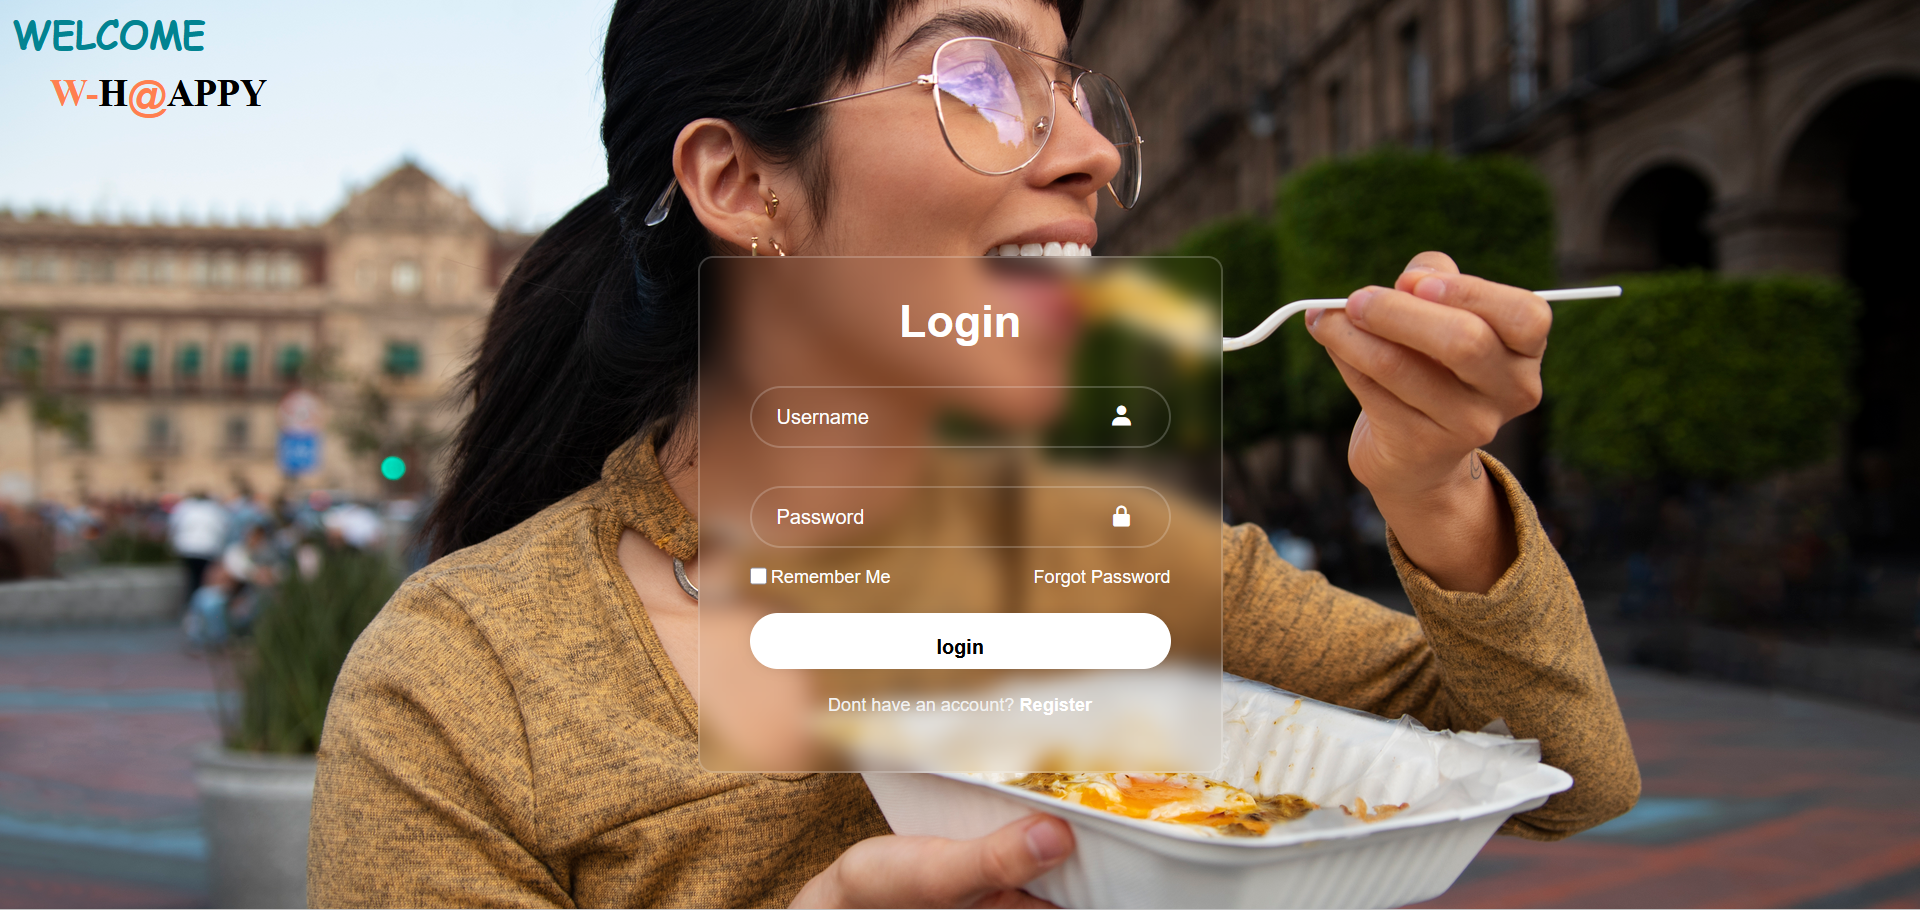 WELCOME
W-H@APPY
Login
Username
Password
Remember Me Forgot Password
login
Dont have an account? Register